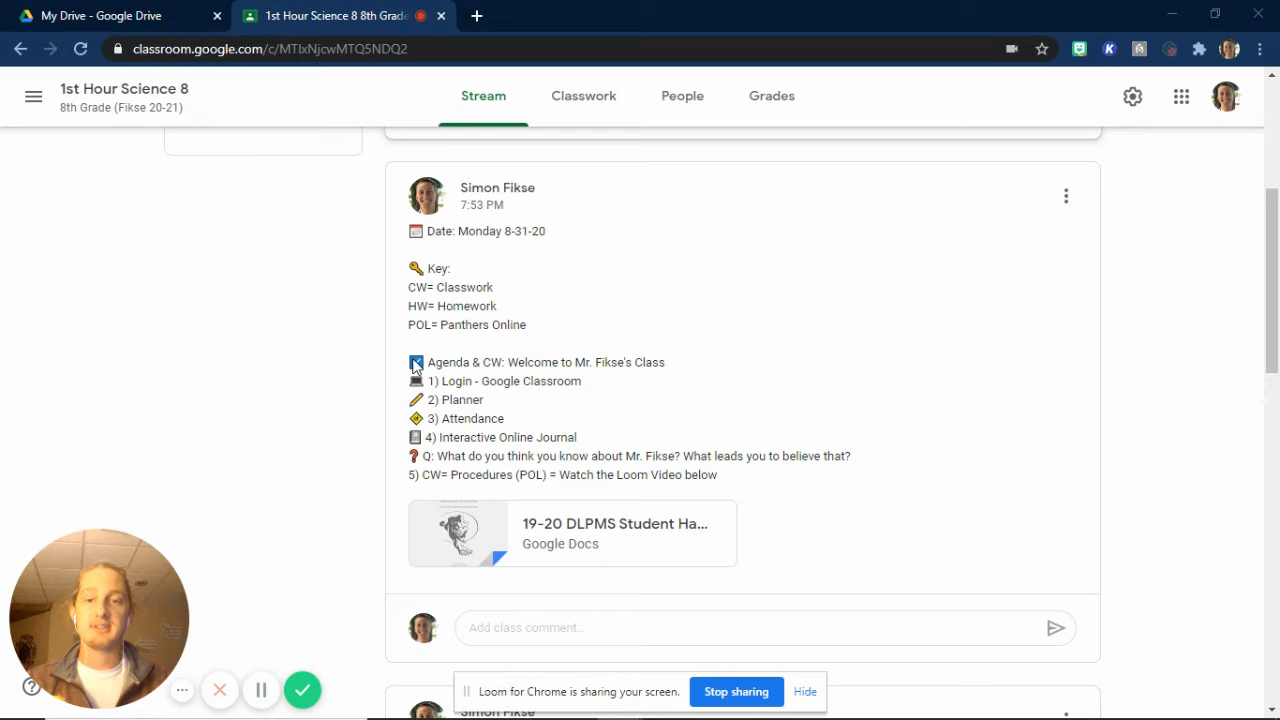 My Drive - Google Drive
1st Hour Science 8 8th Grade
classroom.google.com/c/MTIxNjcwMTQ5NDQ2
1st Hour Science 8
8th Grade (Fikse 20-21)
Stream
Classwork
People
Grades
Simon Fikse
7:53 PM
Date: Monday 8-31-20
Key:
CW= Classwork
HW= Homework
POL= Panthers Online
Agenda & CW: Welcome to Mr. Fikse's Class
1) Login - Google Classroom
2) Planner
3) Attendance
4) Interactive Online Journal
Q: What do you think you know about Mr. Fikse? What leads you to believe that?
5) CW= Procedures (POL) = Watch the Loom Video below
19-20 DLPMS Student Ha...
Google Docs
Add class comment...
Loom for Chrome is sharing your screen.
Stop sharing
Hide
Simon Fikse